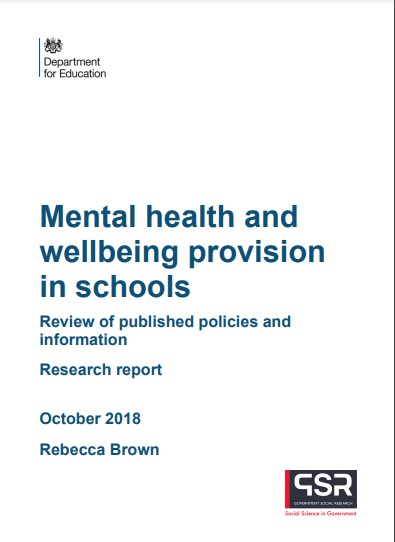 Department
for Education
Mental health and
wellbeing provision
in schools
Review of published policies and
information
Research report
October 2018
Rebecca Brown
GSR
GOVERNMENT SOCIAL RESEARCH
Social Science in Government